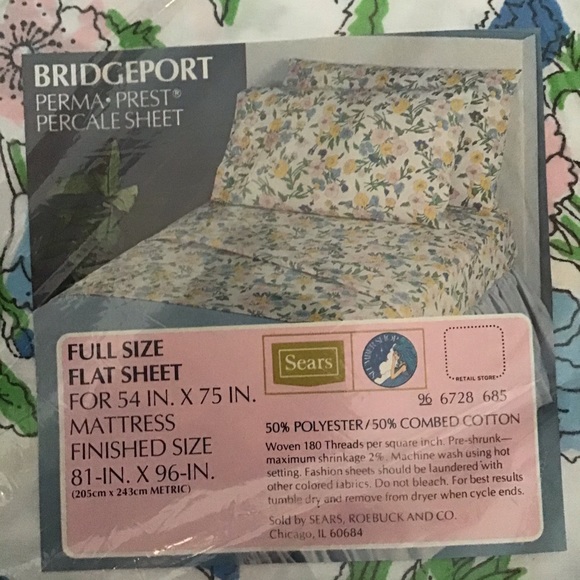 BRIDGEPORT
PERMA•PREST®
PERCALE SHEET
FULL SIZE
FLAT SHEET
FOR 54 IN. X 75 IN.
MATTRESS
FINISHED SIZE
81-IN. X 96-IN.
(205cm x 243cm METRIC)
Sears
SLUMBERSHOP
RETAIL STORE
96 6728 685
50% POLYESTER/50% COMBED COTTON
Woven 180 Threads per square inch. Pre-shrunk—
maximum shrinkage 2%. Machine wash using hot
setting. Fashion sheets should be laundered with
other colored fabrics. Do not bleach. For best results
tumble dry and remove from dryer when cycle ends.
Sold by SEARS, ROEBUCK AND CO.
Chicago, IL 60684